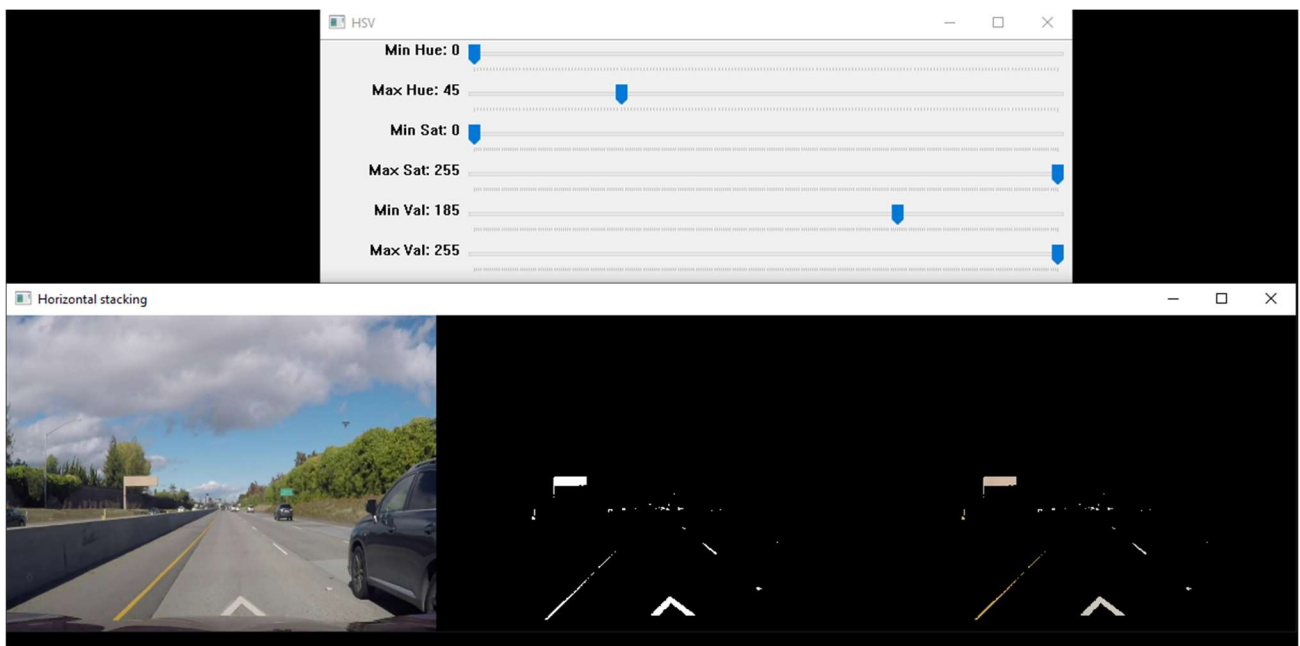 HSV
Min Hue: 0
Max Hue: 45
Min Sat: 0
Max Sat: 255
Min Val: 185
Max Val: 255
Horizontal stacking